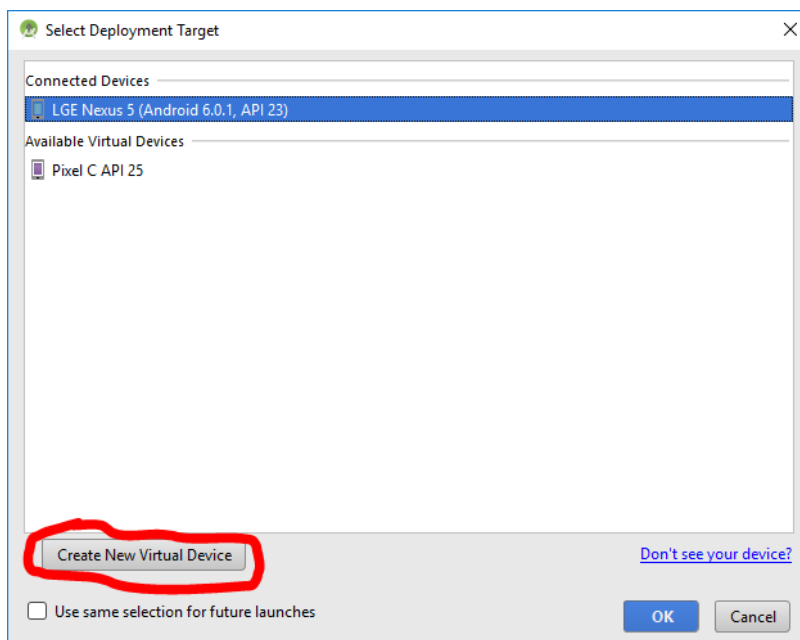 Select Deployment Target
Connected Devices
LGE Nexus 5 (Android 6.0.1, API 23)
Available Virtual Devices
Pixel C API 25
Create New Virtual Device
Don't see your device?
Use same selection for future launches
OK
Cancel